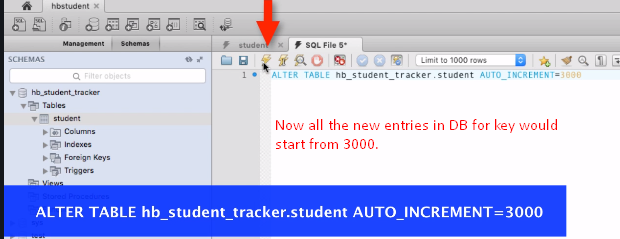 hbstudent
Management
Schemas
student
SQL File 5*
SCHEMAS
Limit to 1000 rows
Filter objects
1
ALTER TABLE hb_student_tracker.student AUTO_INCREMENT=3000
hb_student_tracker
Tables
student
Columns
Indexes
Foreign Keys
Triggers
Views
Now all the new entries in DB for key would
start from 3000.
ALTER TABLE hb_student_tracker.student AUTO_INCREMENT=3000